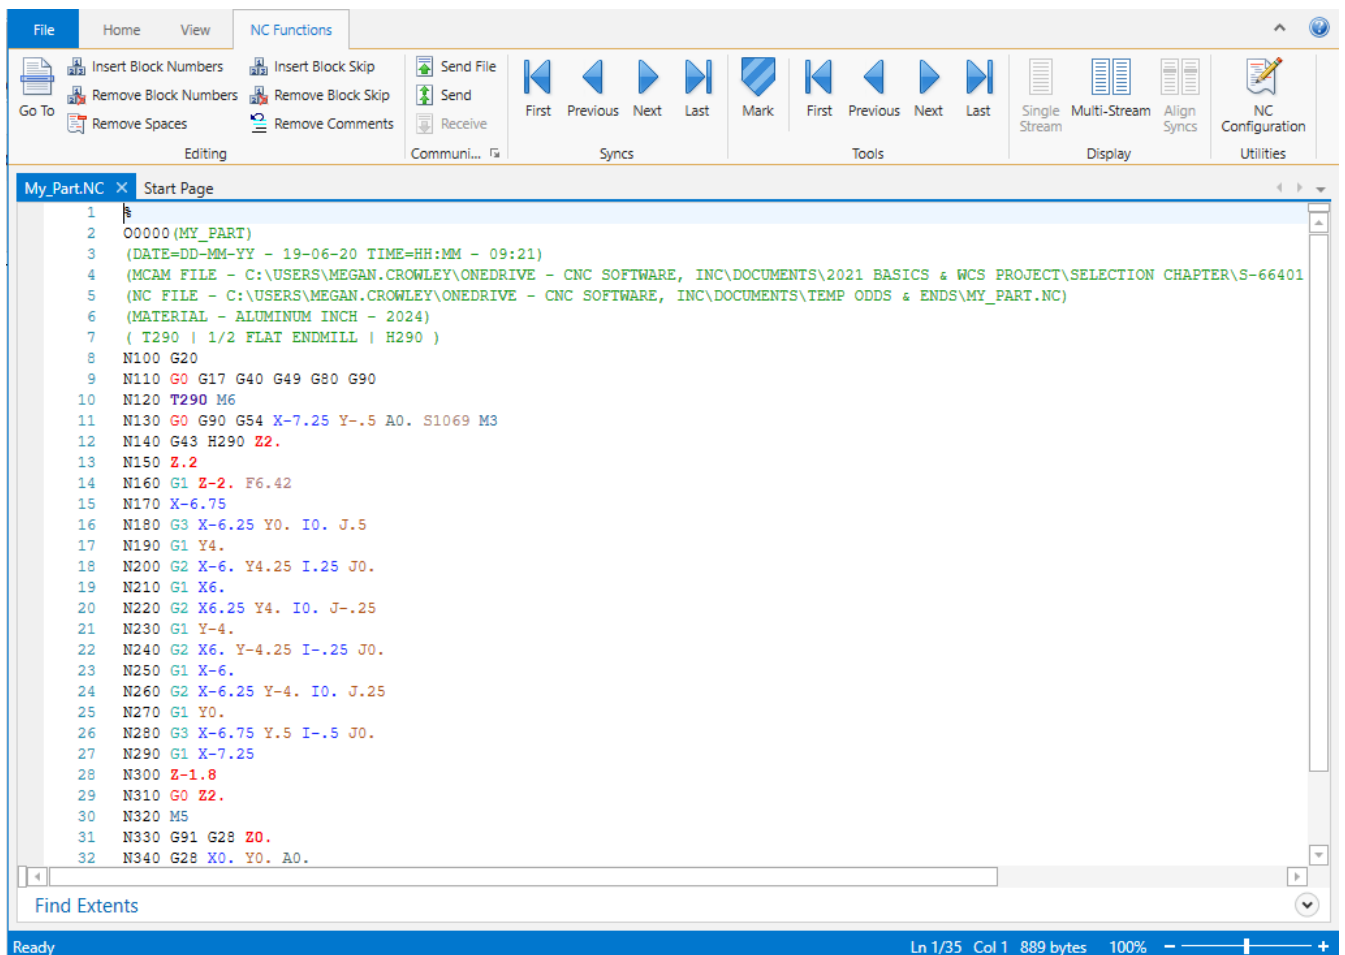 File Home View NC Functions
Insert Block Numbers Insert Block Skip Send File
Remove Block Numbers Remove Block Skip Send
Go To First Previous Next Last Mark First Previous Next Last Single Stream Multi-Stream Align Syncs NC Configuration
Remove Spaces Remove Comments Receive
Editing Communi... Syncs Tools Display Utilities
My_Part.NC Start Page
1 %
2 O0000(MY_PART)
3 (DATE=DD-MM-YY - 19-06-20 TIME=HH:MM - 09:21)
4 (MCAM FILE - C:\USERS\MEGAN.CROWLEY\ONEDRIVE - CNC SOFTWARE, INC\DOCUMENTS\2021 BASICS & WCS PROJECT\SELECTION CHAPTER\S-66401
5 (NC FILE - C:\USERS\MEGAN.CROWLEY\ONEDRIVE - CNC SOFTWARE, INC\DOCUMENTS\TEMP ODDS & ENDS\MY_PART.NC)
6 (MATERIAL - ALUMINUM INCH - 2024)
7 ( T290 | 1/2 FLAT ENDMILL | H290 )
8 N100 G20
9 N110 G0 G17 G40 G49 G80 G90
10 N120 T290 M6
11 N130 G0 G90 G54 X-7.25 Y-.5 A0. S1069 M3
12 N140 G43 H290 Z2.
13 N150 Z.2
14 N160 G1 Z-2. F6.42
15 N170 X-6.75
16 N180 G3 X-6.25 Y0. I0. J.5
17 N190 G1 Y4.
18 N200 G2 X-6. Y4.25 I.25 J0.
19 N210 G1 X6.
20 N220 G2 X6.25 Y4. I0. J-.25
21 N230 G1 Y-4.
22 N240 G2 X6. Y-4.25 I-.25 J0.
23 N250 G1 X-6.
24 N260 G2 X-6.25 Y-4. I0. J.25
25 N270 G1 Y0.
26 N280 G3 X-6.75 Y.5 I-.5 J0.
27 N290 G1 X-7.25
28 N300 Z-1.8
29 N310 G0 Z2.
30 N320 M5
31 N330 G91 G28 Z0.
32 N340 G28 X0. Y0. A0.
Find Extents
Ready Ln 1/35 Col 1 889 bytes 100%